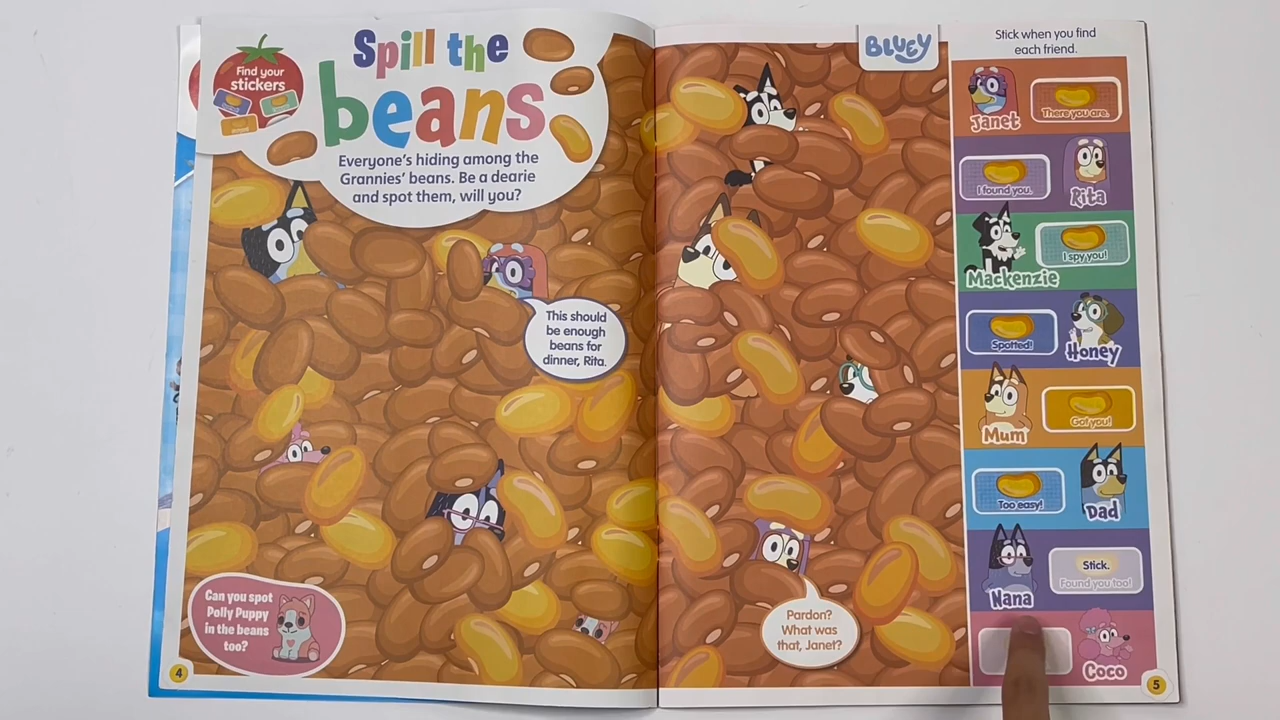 Find your
stickers
Spill the
beans
Everyone's hiding among the
Grannies' beans. Be a dearie
and spot them, will you?
This should
be enough
beans for
dinner, Rita.
Can you spot
Polly Puppy
in the beans
too?
4
BLUEY
Pardon?
What was
that, Janet?
Stick when you find
each friend.
Janet
There you are.
I found you.
Rita
Mackenzie
I spy you!
Spotted!
Honey
Mum
Got you!
Too easy!
Dad
Nana
Stick.
Found you too!
Coco
5